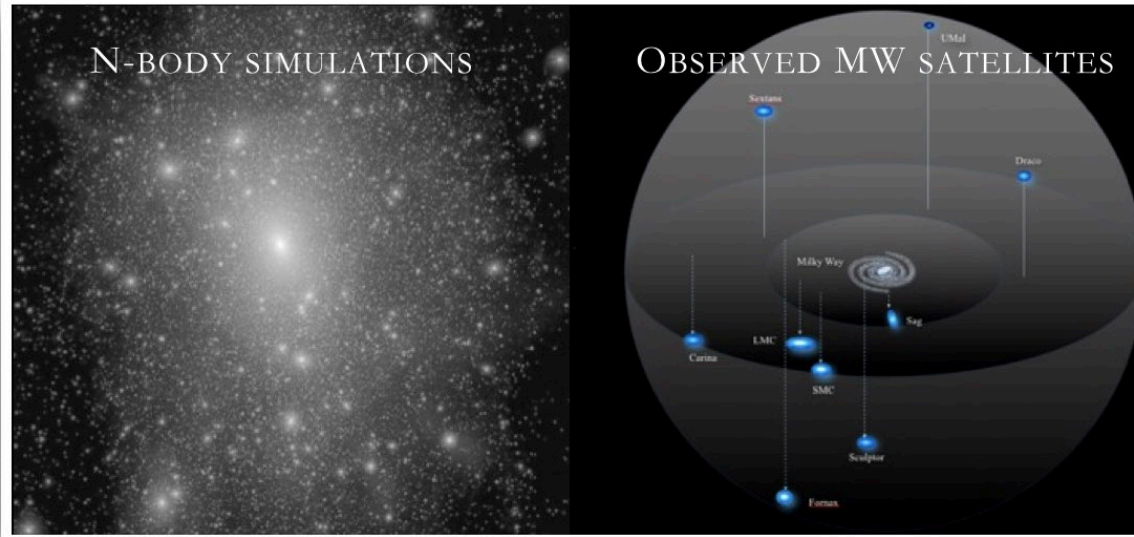 N-BODY SIMULATIONS
OBSERVED MW SATELLITES
UMaI
Sextans
Draco
Milky Way
Sag
LMC
Carina
SMC
Sculptor
Fornax